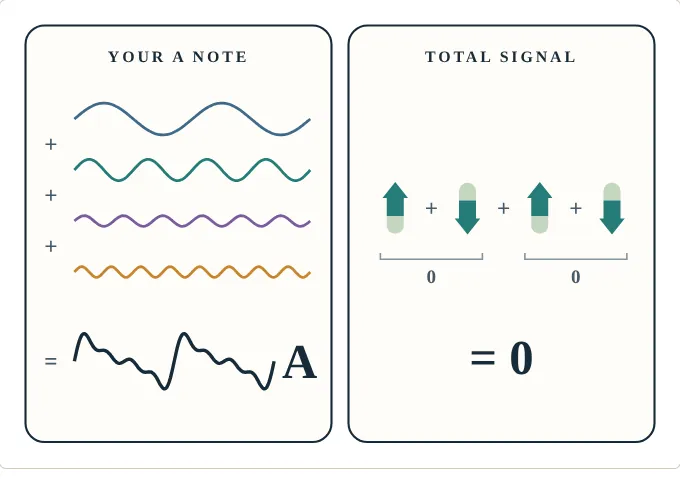 YOUR A NOTE
+
+
+
= A
TOTAL SIGNAL
+ + +
0 0
= 0